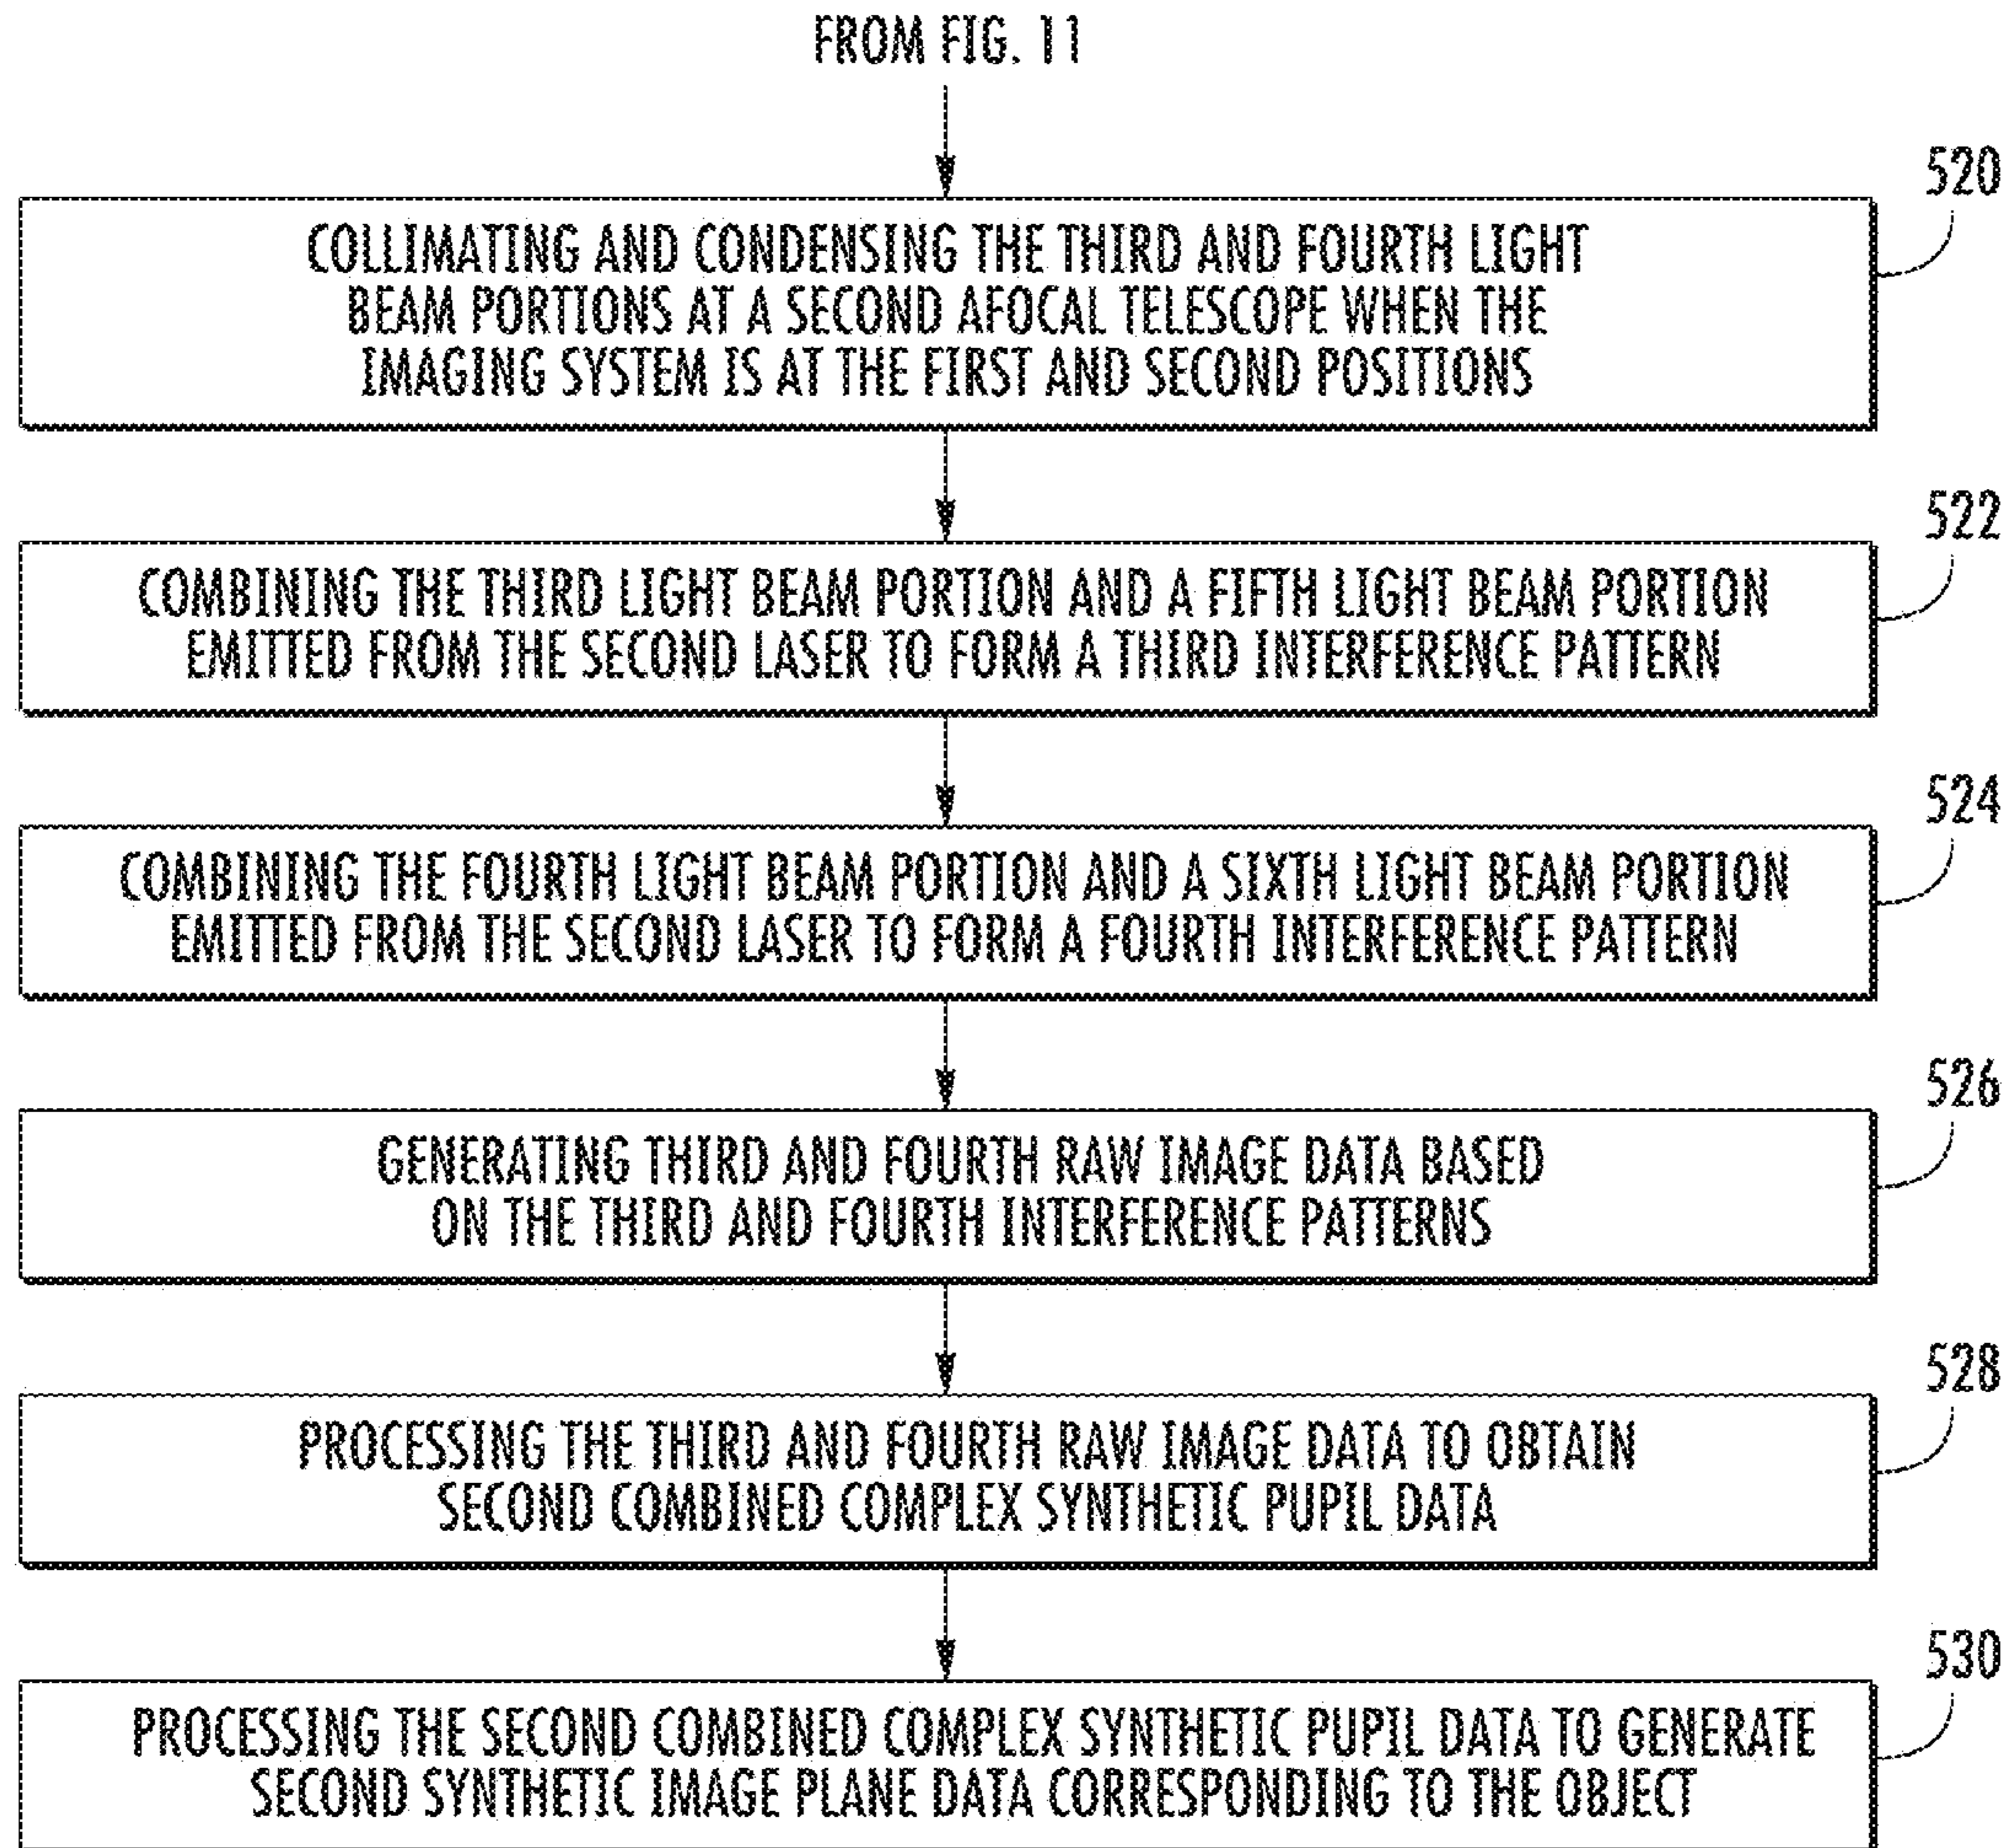 FROM FIG. 11
520
COLLIMATING AND CONDENSING THE THIRD AND FOURTH LIGHT
BEAM PORTIONS AT A SECOND AFOCAL TELESCOPE WHEN THE
IMAGING SYSTEM IS AT THE FIRST AND SECOND POSITIONS
522
COMBINING THE THIRD LIGHT BEAM PORTION AND A FIFTH LIGHT BEAM PORTION
EMITTED FROM THE SECOND LASER TO FORM A THIRD INTERFERENCE PATTERN
524
COMBINING THE FOURTH LIGHT BEAM PORTION AND A SIXTH LIGHT BEAM PORTION
EMITTED FROM THE SECOND LASER TO FORM A FOURTH INTERFERENCE PATTERN
526
GENERATING THIRD AND FOURTH RAW IMAGE DATA BASED
ON THE THIRD AND FOURTH INTERFERENCE PATTERNS
528
PROCESSING THE THIRD AND FOURTH RAW IMAGE DATA TO OBTAIN
SECOND COMBINED COMPLEX SYNTHETIC PUPIL DATA
530
PROCESSING THE SECOND COMBINED COMPLEX SYNTHETIC PUPIL DATA TO GENERATE
SECOND SYNTHETIC IMAGE PLANE DATA CORRESPONDING TO THE OBJECT